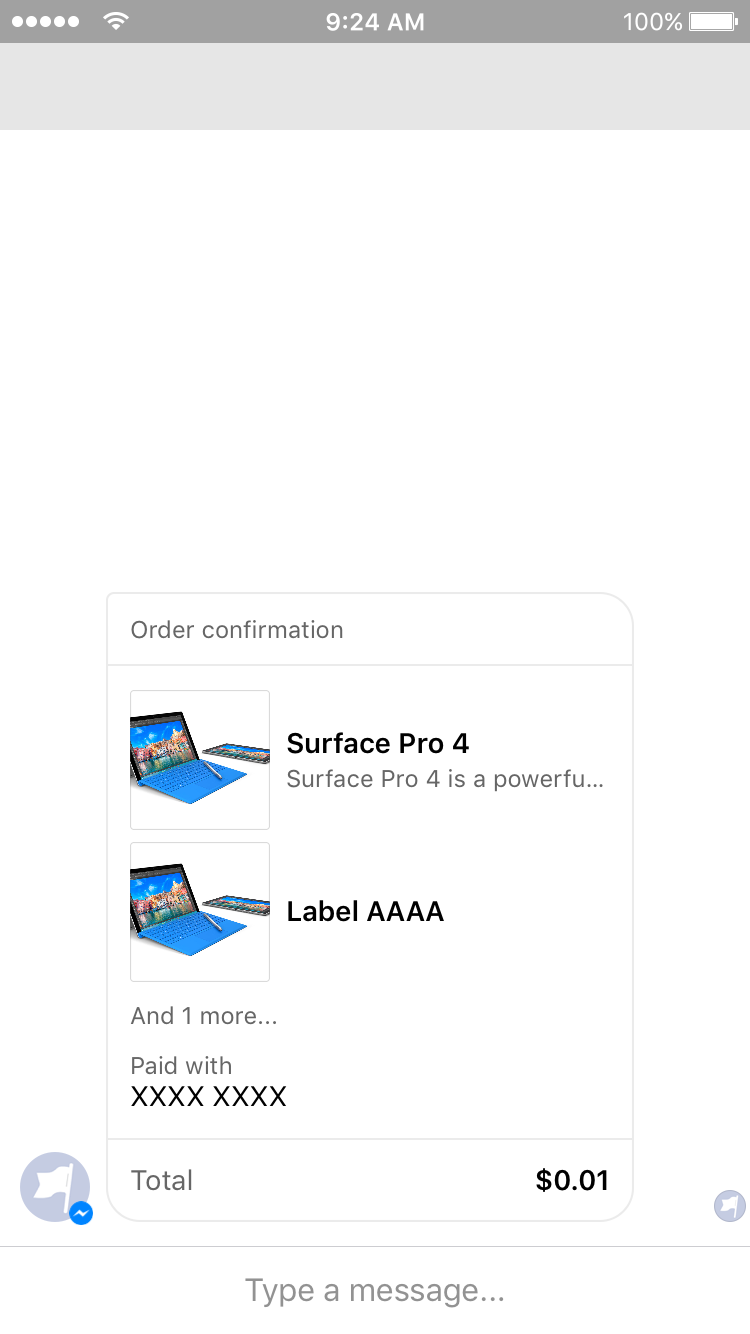 9:24 AM
100%
Order confirmation
Surface Pro 4
Surface Pro 4 is a powerfu...
Label AAAA
And 1 more...
Paid with
XXXX XXXX
Total
$0.01
Type a message...